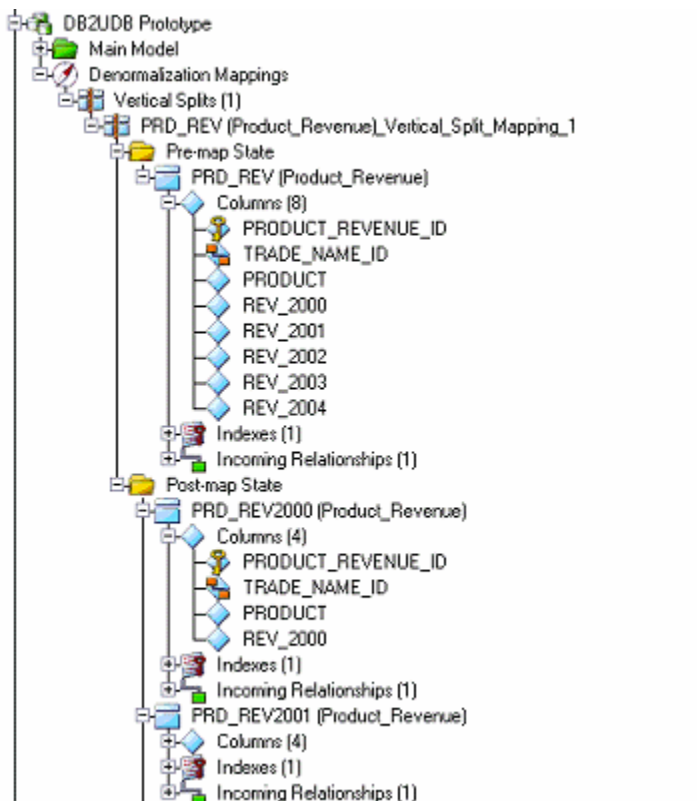 DB2UDB Prototype
Main Model
Denormalization Mappings
Vertical Splits (1)
PRD_REV (Product_Revenue)_Vertical_Split_Mapping_1
Pre-map State
PRD_REV (Product_Revenue)
Columns (8)
PRODUCT_REVENUE_ID
TRADE_NAME_ID
PRODUCT
REV_2000
REV_2001
REV_2002
REV_2003
REV_2004
Indexes (1)
Incoming Relationships (1)
Post-map State
PRD_REV2000 (Product_Revenue)
Columns (4)
PRODUCT_REVENUE_ID
TRADE_NAME_ID
PRODUCT
REV_2000
Indexes (1)
Incoming Relationships (1)
PRD_REV2001 (Product_Revenue)
Columns (4)
Indexes (1)
Incoming Relationships (1)